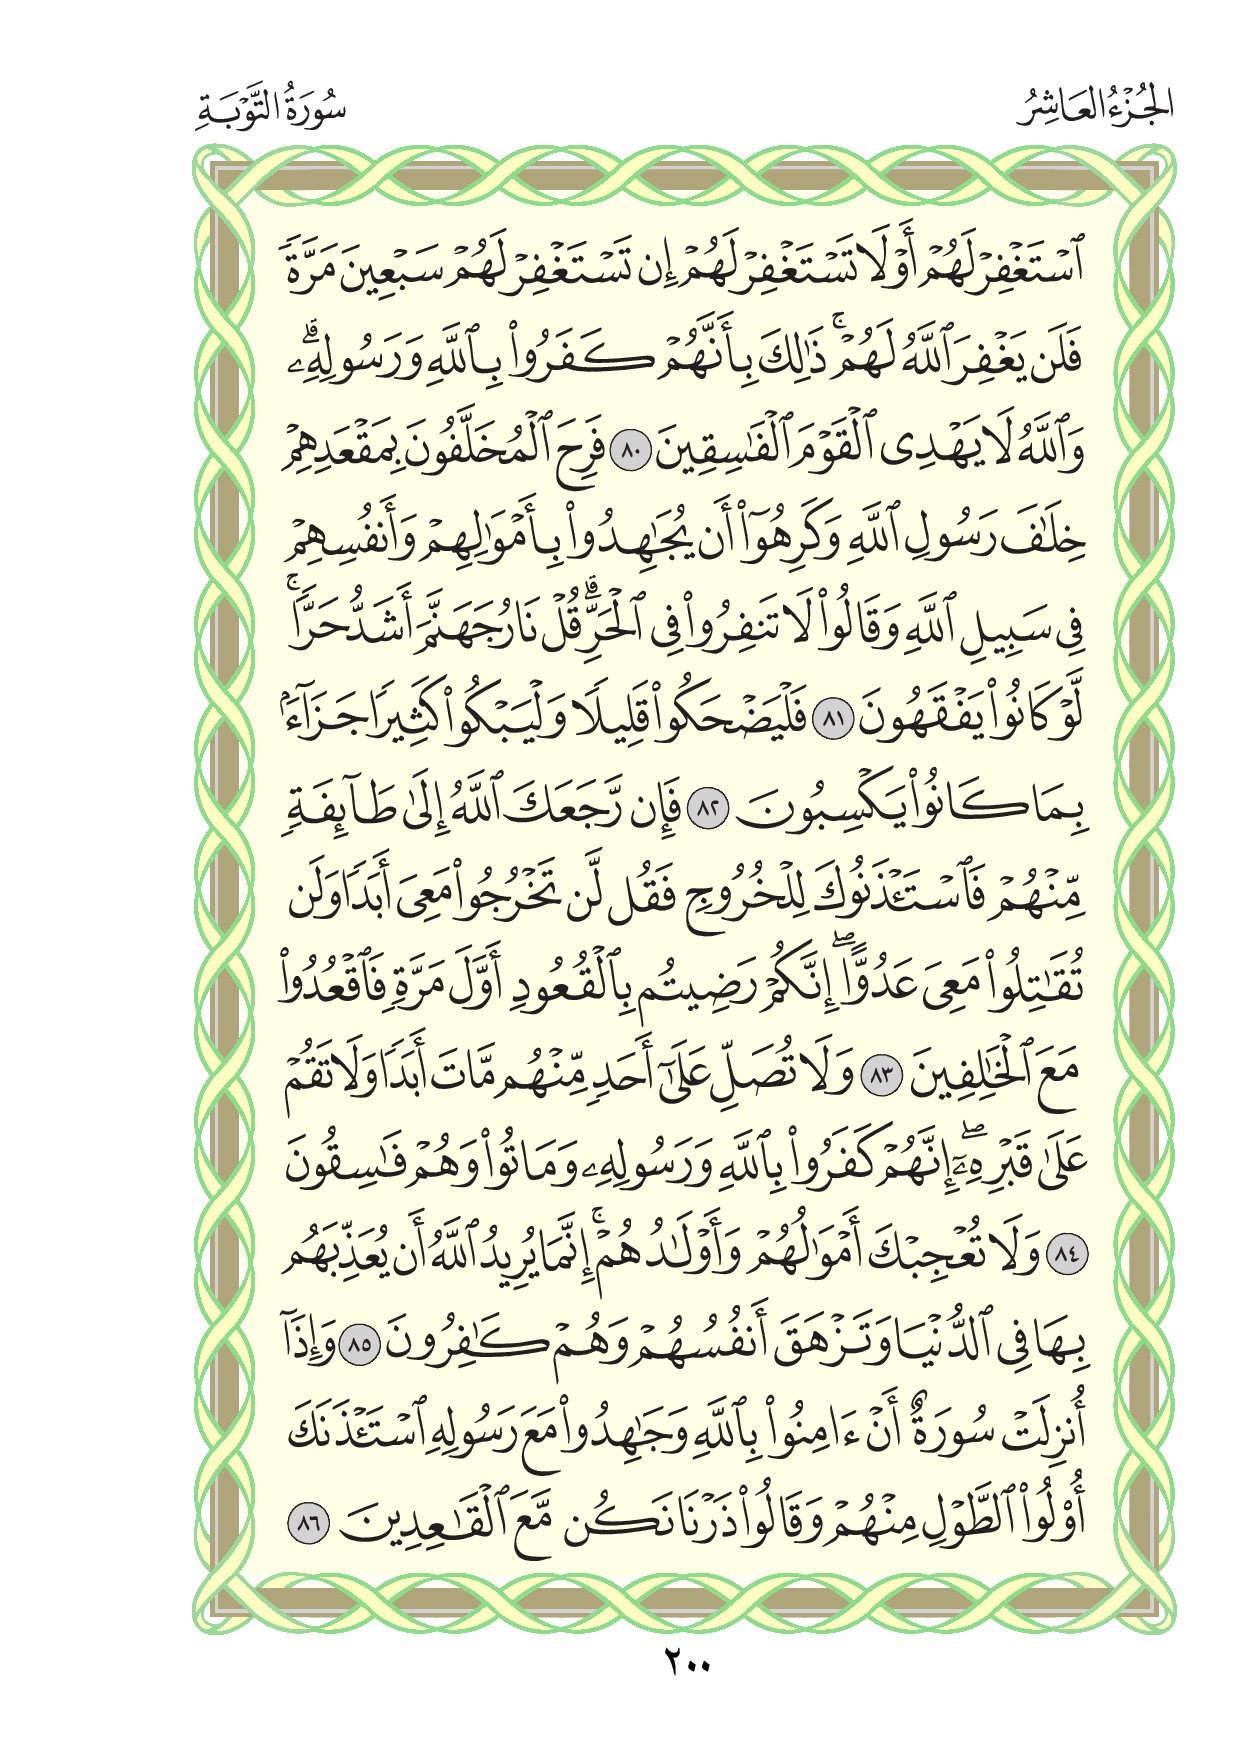 الجُزْءُ العَاشِرُ
سُورَةُ التَّوْبَةِ
ٱسۡتَغۡفِرۡ لَهُمۡ أَوۡ لَا تَسۡتَغۡفِرۡ لَهُمۡ إِن تَسۡتَغۡفِرۡ لَهُمۡ سَبۡعِينَ مَرَّةٗ
فَلَن يَغۡفِرَ ٱللَّهُ لَهُمۡۚ ذَٰلِكَ بِأَنَّهُمۡ كَفَرُواْ بِٱللَّهِ وَرَسُولِهِۦۗ
وَٱللَّهُ لَا يَهۡدِي ٱلۡقَوۡمَ ٱلۡفَٰسِقِينَ ٨٠ فَرِحَ ٱلۡمُخَلَّفُونَ بِمَقۡعَدِهِمۡ
خِلَٰفَ رَسُولِ ٱللَّهِ وَكَرِهُوٓاْ أَن يُجَٰهِدُواْ بِأَمۡوَٰلِهِمۡ وَأَنفُسِهِمۡ
فِي سَبِيلِ ٱللَّهِ وَقَالُواْ لَا تَنفِرُواْ فِي ٱلۡحَرِّۗ قُلۡ نَارُ جَهَنَّمَ أَشَدُّ حَرّٗاۚ
لَّوۡ كَانُواْ يَفۡقَهُونَ ٨١ فَلۡيَضۡحَكُواْ قَلِيلٗا وَلۡيَبۡكُواْ كَثِيرٗا جَزَآءَۢ
بِمَا كَانُواْ يَكۡسِبُونَ ٨٢ فَإِن رَّجَعَكَ ٱللَّهُ إِلَىٰ طَآئِفَةٖ
مِّنۡهُمۡ فَٱسۡتَـٔۡذَنُوكَ لِلۡخُرُوجِ فَقُل لَّن تَخۡرُجُواْ مَعِيَ أَبَدٗا وَلَن
تُقَٰتِلُواْ مَعِيَ عَدُوًّاۖ إِنَّكُمۡ رَضِيتُم بِٱلۡقُعُودِ أَوَّلَ مَرَّةٖ فَٱقۡعُدُواْ
مَعَ ٱلۡخَٰلِفِينَ ٨٣ وَلَا تُصَلِّ عَلَىٰٓ أَحَدٖ مِّنۡهُم مَّاتَ أَبَدٗا وَلَا تَقُمۡ
عَلَىٰ قَبۡرِهِۦٓۖ إِنَّهُمۡ كَفَرُواْ بِٱللَّهِ وَرَسُولِهِۦ وَمَاتُواْ وَهُمۡ فَٰسِقُونَ
٨٤ وَلَا تُعۡجِبۡكَ أَمۡوَٰلُهُمۡ وَأَوۡلَٰدُهُمۡۚ إِنَّمَا يُرِيدُ ٱللَّهُ أَن يُعَذِّبَهُم
بِهَا فِي ٱلدُّنۡيَا وَتَزۡهَقَ أَنفُسُهُمۡ وَهُمۡ كَٰفِرُونَ ٨٥ وَإِذَآ
أُنزِلَتۡ سُورَةٌ أَنۡ ءَامِنُواْ بِٱللَّهِ وَجَٰهِدُواْ مَعَ رَسُولِهِ ٱسۡتَـٔۡذَنَكَ
أُوْلُواْ ٱلطَّوۡلِ مِنۡهُمۡ وَقَالُواْ ذَرۡنَا نَكُن مَّعَ ٱلۡقَٰعِدِينَ ٨٦
٢٠٠